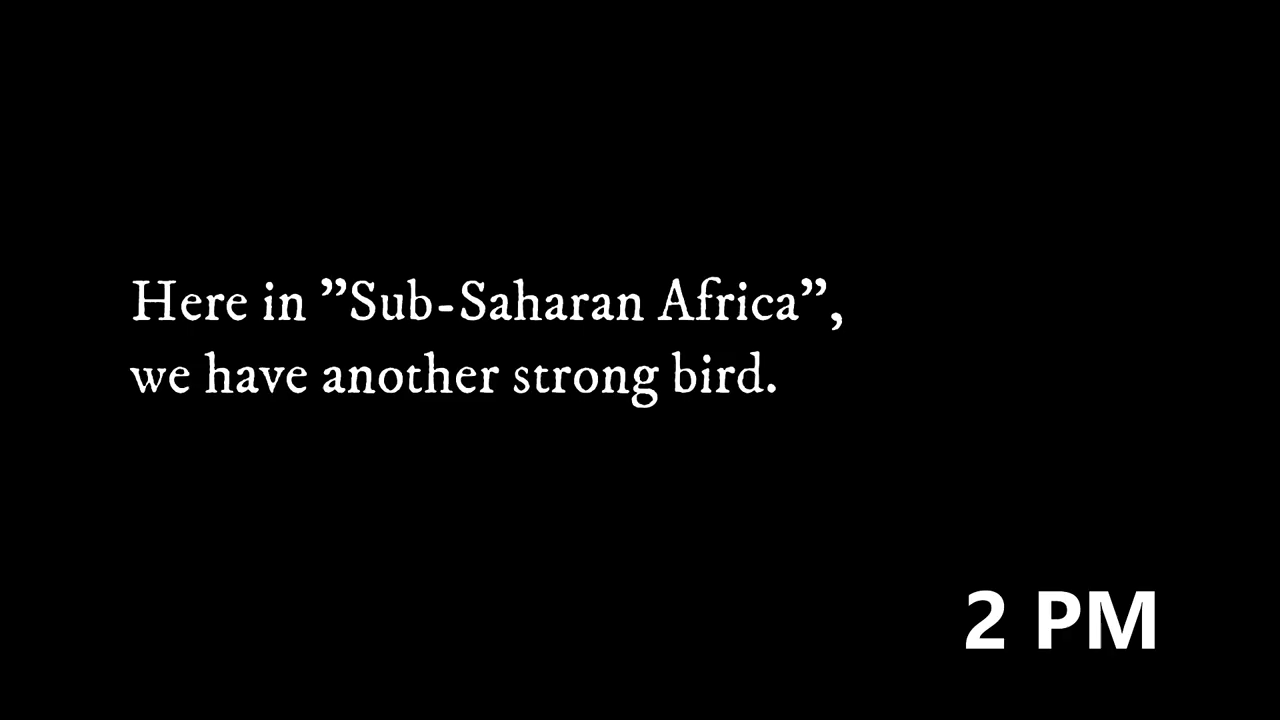 Here in ”Sub-Saharan Africa”,
we have another strong bird.
2 PM